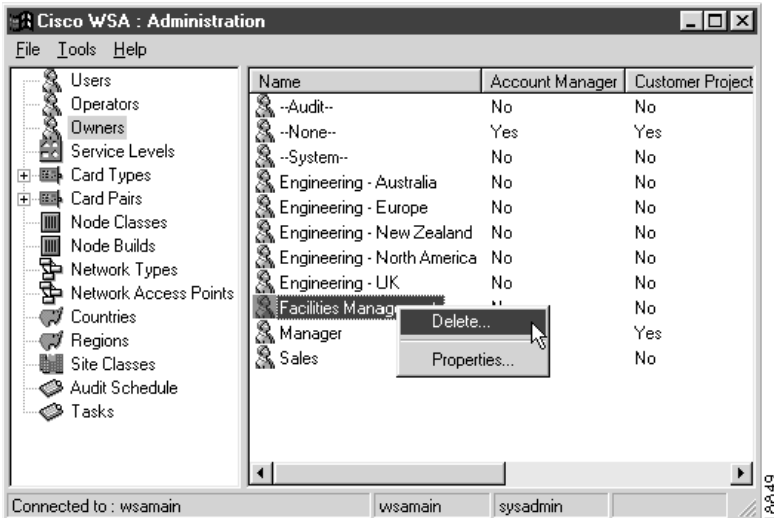 Cisco WSA : Administration
File Tools Help
Users
Operators
Owners
Service Levels
Card Types
Card Pairs
Node Classes
Node Builds
Network Types
Network Access Points
Countries
Regions
Site Classes
Audit Schedule
Tasks
Name Account Manager Customer Project
--Audit-- No No
--None-- Yes Yes
--System-- No No
Engineering - Australia No No
Engineering - Europe No No
Engineering - New Zealand No No
Engineering - North America No No
Engineering - UK No No
Facilities No
Manager Yes
Sales No
Delete...
Properties...
Connected to : wsamain wsamain sysadmin
18849